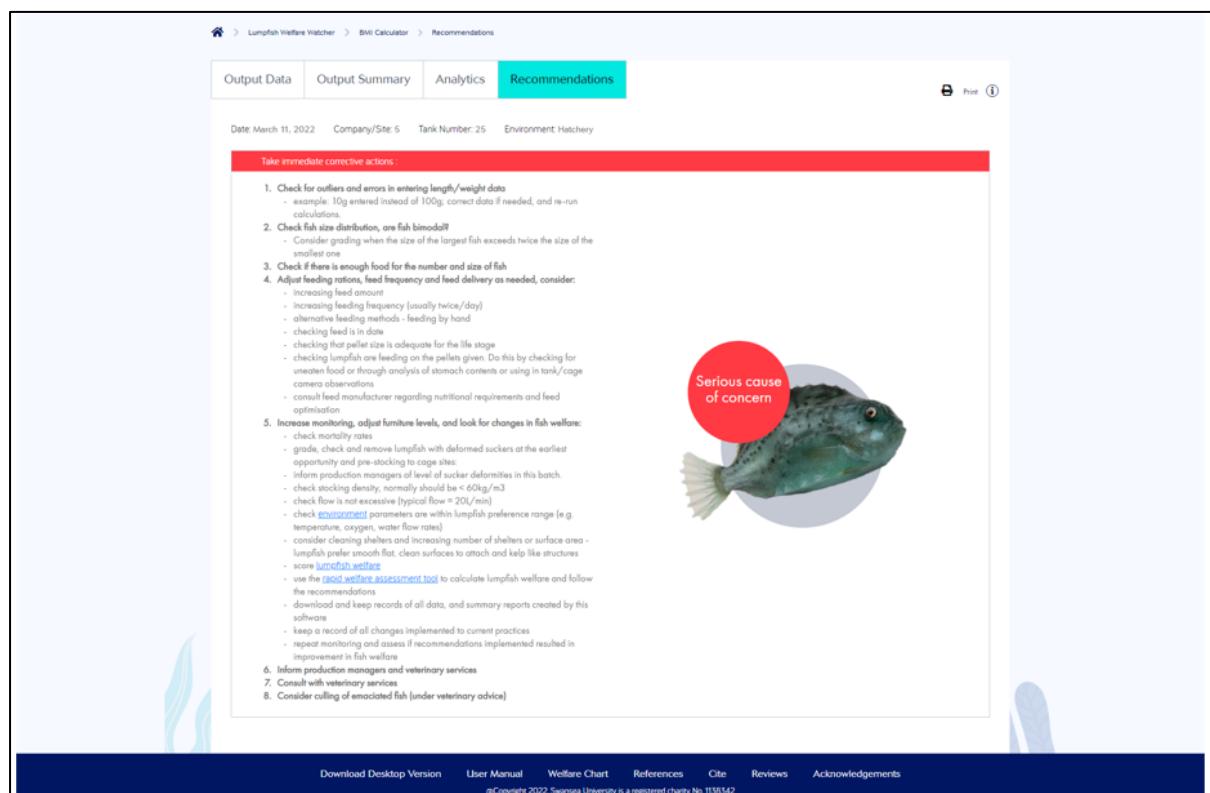 Lumpfish Welfare Watcher > BMI Calculator > Recommendations
Output Data Output Summary Analytics Recommendations
Print
Date: March 11, 2022 Company/Site: 5 Tank Number: 25 Environment: Hatchery
Take immediate corrective actions :
1. Check for outliers and errors in entering length/weight data
- example: 10g entered instead of 100g; correct data if needed, and re-run
calculations.
2. Check fish size distribution, are fish bimodal?
- Consider grading when the size of the largest fish exceeds twice the size of the
smallest one
3. Check if there is enough food for the number and size of fish
4. Adjust feeding rations, feed frequency and feed delivery as needed, consider:
- increasing feed amount
- increasing feeding frequency (usually twice/day)
- alternative feeding methods - feeding by hand
- checking feed is in date
- checking that pellet size is adequate for the life stage
- checking lumpfish are feeding on the pellets given. Do this by checking for
uneaten food or through analysis of stomach contents or using in tank/cage
camera observations
- consult feed manufacturer regarding nutritional requirements and feed
optimisation
5. Increase monitoring, adjust furniture levels, and look for changes in fish welfare:
- check mortality rates
- grade, check and remove lumpfish with deformed suckers at the earliest
opportunity and pre-stocking to cage sites:
- inform production managers of level of sucker deformities in this batch.
- check stocking density, normally should be < 60kg/m3
- check flow is not excessive (typical flow = 20L/min)
- check environment parameters are within lumpfish preference range (e.g.
temperature, oxygen, water flow rates)
- consider cleaning shelters and increasing number of shelters or surface area -
lumpfish prefer smooth flat, clean surfaces to attach and kelp like structures
- score lumpfish welfare
- use the rapid welfare assessment tool to calculate lumpfish welfare and follow
the recommendations
- download and keep records of all data, and summary reports created by this
software
- keep a record of all changes implemented to current practices
- repeat monitoring and assess if recommendations implemented resulted in
improvement in fish welfare
6. Inform production managers and veterinary services
7. Consult with veterinary services
8. Consider culling of emaciated fish (under veterinary advice)
Serious cause
of concern
Download Desktop Version User Manual Welfare Chart References Cite Reviews Acknowledgements
@Copyright 2022, Swansea University is a registered charity No. 1138342